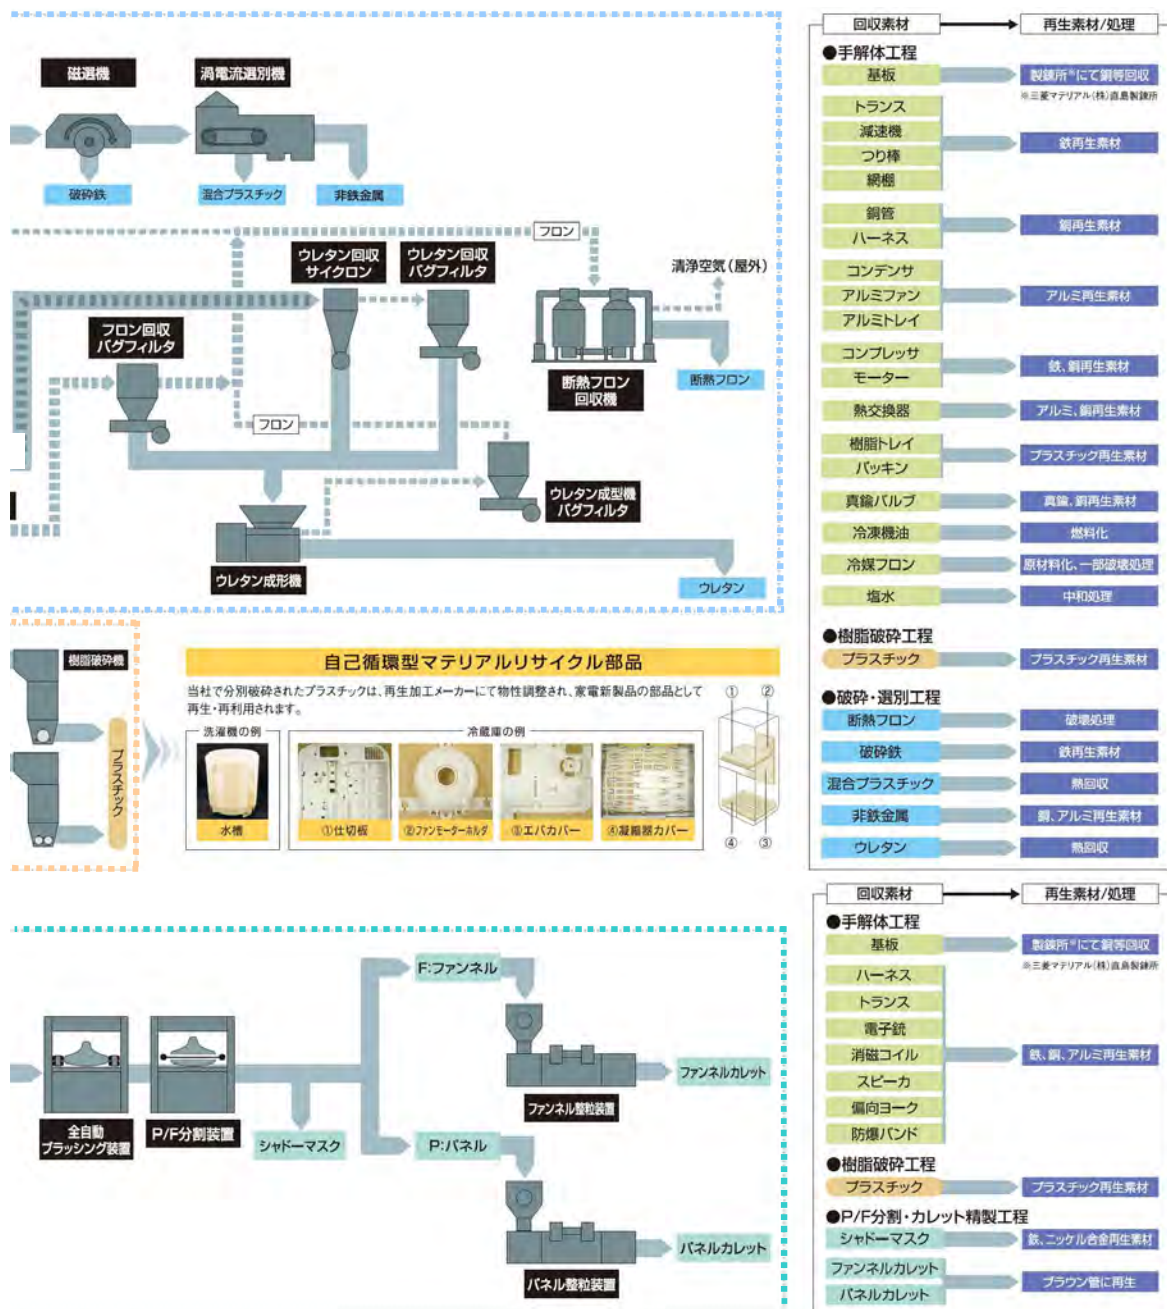 磁選機
渦電流選別機
破砕鉄
混合プラスチック
非鉄金属
フロン
ウレタン回収
サイクロン
ウレタン回収
バグフィルタ
清浄空気（屋外）
フロン回収
バグフィルタ
断熱フロン
回収機
断熱フロン
フロン
ウレタン成型機
バグフィルタ
ウレタン成形機
ウレタン
樹脂破砕機
プラスチック
自己循環型マテリアルリサイクル部品
当社で分別破砕されたプラスチックは、再生加工メーカーにて物性調整され、家電新製品の部品として
再生・再利用されます。
洗濯機の例
冷蔵庫の例
水槽
①仕切板
②ファンモーターホルダ
③エバカバー
④凝縮器カバー
① ②
④ ③
全自動
ブラッシング装置
P/F分割装置
シャドーマスク
F:ファンネル
P:パネル
ファンネル整粒装置
ファンネルカレット
パネル整粒装置
パネルカレット
回収素材 再生素材/処理
●手解体工程
基板 製錬所※にて銅等回収
※三菱マテリアル(株)直島製錬所
トランス
減速機
つり棒
網棚
鉄再生素材
銅管
ハーネス
銅再生素材
コンデンサ
アルミファン
アルミトレイ
アルミ再生素材
コンプレッサ
モーター
鉄、銅再生素材
熱交換器 アルミ、銅再生素材
樹脂トレイ
パッキン
プラスチック再生素材
真鍮バルブ 真鍮、銅再生素材
冷凍機油 燃料化
冷媒フロン 原材料化、一部破壊処理
塩水 中和処理
●樹脂破砕工程
プラスチック プラスチック再生素材
●破砕・選別工程
断熱フロン 破壊処理
破砕鉄 鉄再生素材
混合プラスチック 熱回収
非鉄金属 銅、アルミ再生素材
ウレタン 熱回収
回収素材 再生素材/処理
●手解体工程
基板 製錬所※にて銅等回収
※三菱マテリアル(株)直島製錬所
ハーネス
トランス
電子銃
消磁コイル
スピーカ
偏向ヨーク
防爆バンド
鉄、銅、アルミ再生素材
●樹脂破砕工程
プラスチック プラスチック再生素材
●P/F分割・カレット精製工程
シャドーマスク 鉄、ニッケル合金再生素材
ファンネルカレット
パネルカレット
ブラウン管に再生